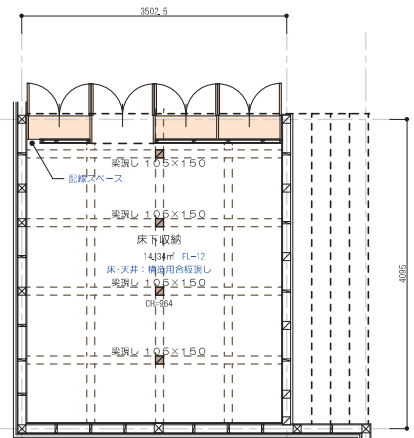 3502.5
梁現し 105×150
配線スペース
梁現し 105×150
床下収納
14.34㎡ FL-12
床・天井：構造用合板現し
梁現し 105×150
CH=964
梁現し 105×150
4095